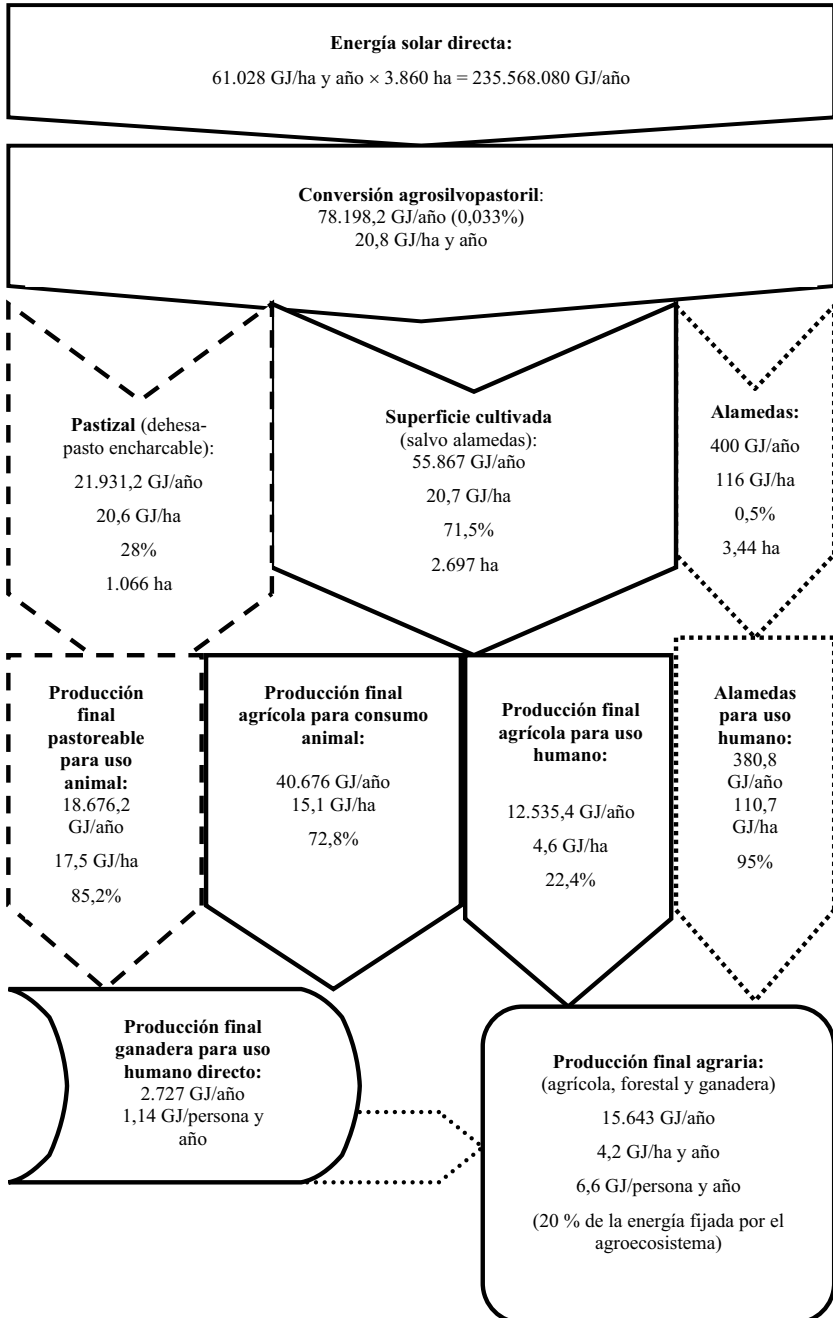 Energía solar directa:
61.028 GJ/ha y año × 3.860 ha = 235.568.080 GJ/año
Conversión agrosilvopastoril:
78.198,2 GJ/año (0,033%)
20,8 GJ/ha y año
Pastizal (dehesa-
pasto encharcable):
21.931,2 GJ/año
20,6 GJ/ha
28%
1.066 ha
Superficie cultivada
(salvo alamedas):
55.867 GJ/año
20,7 GJ/ha
71,5%
2.697 ha
Alamedas:
400 GJ/año
116 GJ/ha
0,5%
3,44 ha
Producción
final
pastoreable
para uso
animal:
18.676,2
GJ/año
17,5 GJ/ha
85,2%
Producción final
agrícola para consumo
animal:
40.676 GJ/año
15,1 GJ/ha
72,8%
Producción final
agrícola para uso
humano:
12.535,4 GJ/año
4,6 GJ/ha
22,4%
Alamedas
para uso
humano:
380,8
GJ/año
110,7
GJ/ha
95%
Producción final
ganadera para uso
humano directo:
2.727 GJ/año
1,14 GJ/persona y
año
Producción final agraria:
(agrícola, forestal y ganadera)
15.643 GJ/año
4,2 GJ/ha y año
6,6 GJ/persona y año
(20 % de la energía fijada por el
agroecosistema)